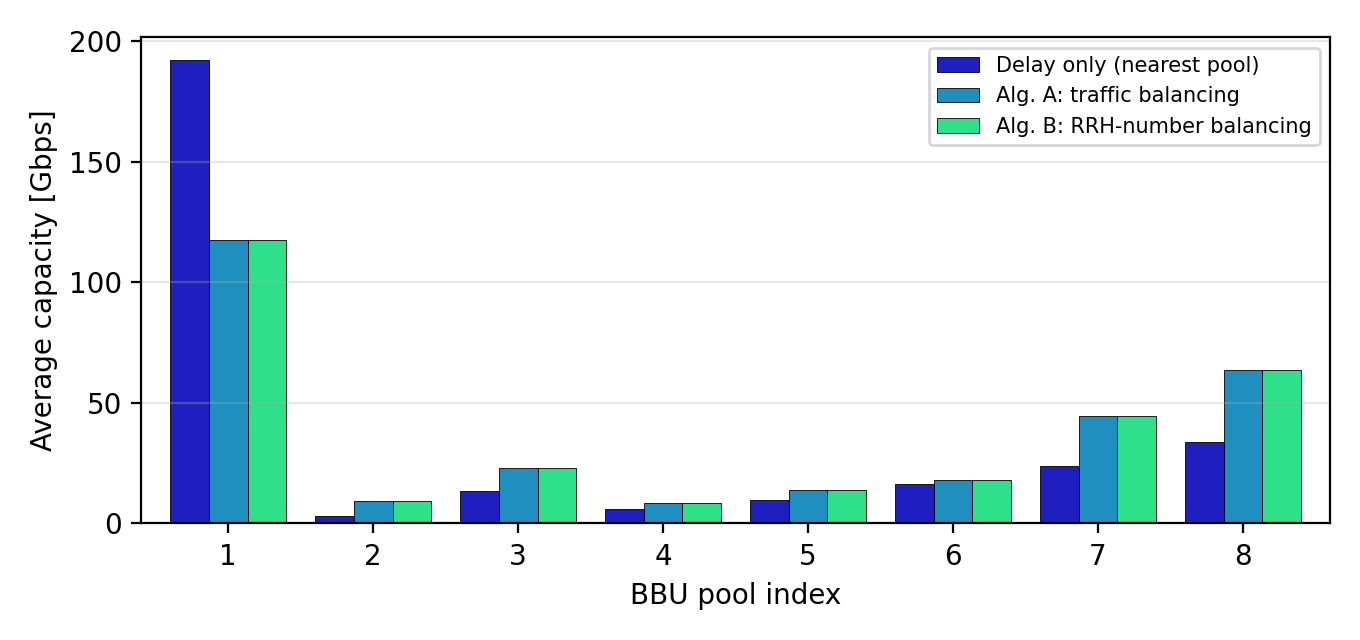 200
150
100
50
0
Average capacity [Gbps]
Delay only (nearest pool)
Alg. A: traffic balancing
Alg. B: RRH-number balancing
1 2 3 4 5 6 7 8
BBU pool index